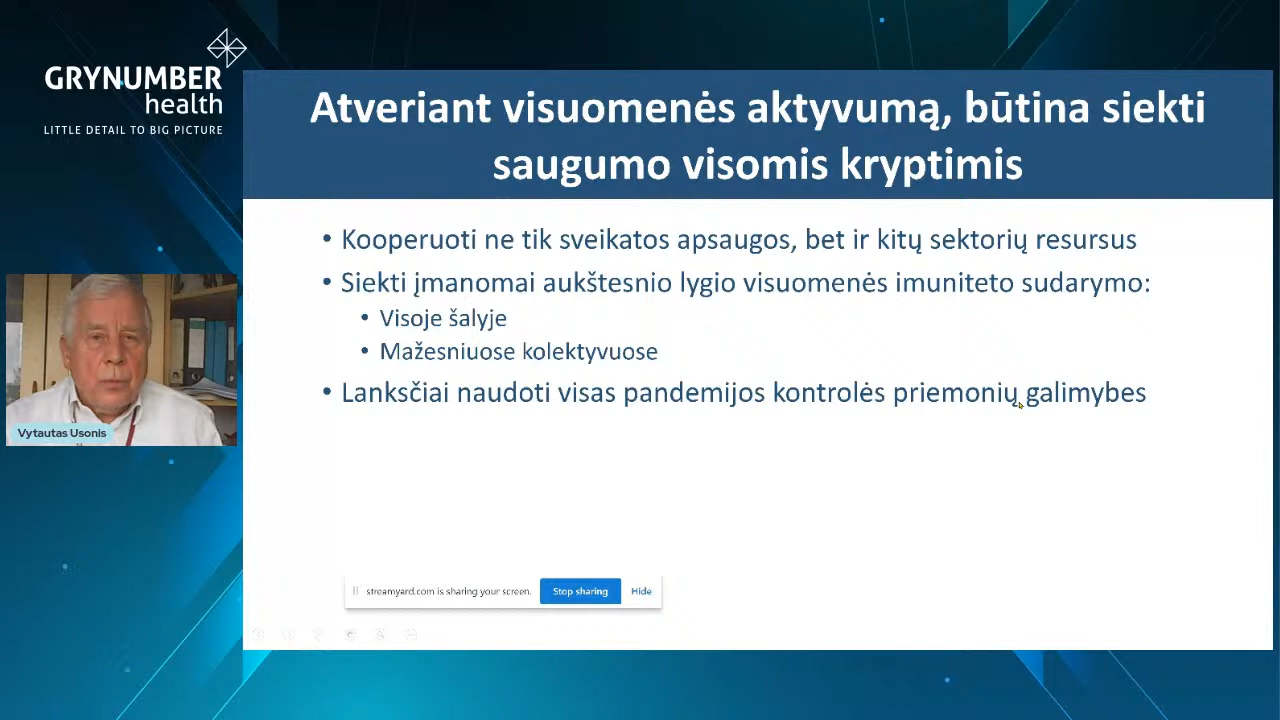 GRYNUMBER
health
LITTLE DETAIL TO BIG PICTURE
Atveriant visuomenės aktyvumą, būtina siekti
saugumo visomis kryptimis
• Kooperuoti ne tik sveikatos apsaugos, bet ir kitų sektorių resursus
• Siekti įmanomai aukštesnio lygio visuomenės imuniteto sudarymo:
• Visoje šalyje
• Mažesniuose kolektyvuose
• Lanksčiai naudoti visas pandemijos kontrolės priemonių galimybes
Vytautas Usonis
streamyard.com is sharing your screen. Stop sharing Hide